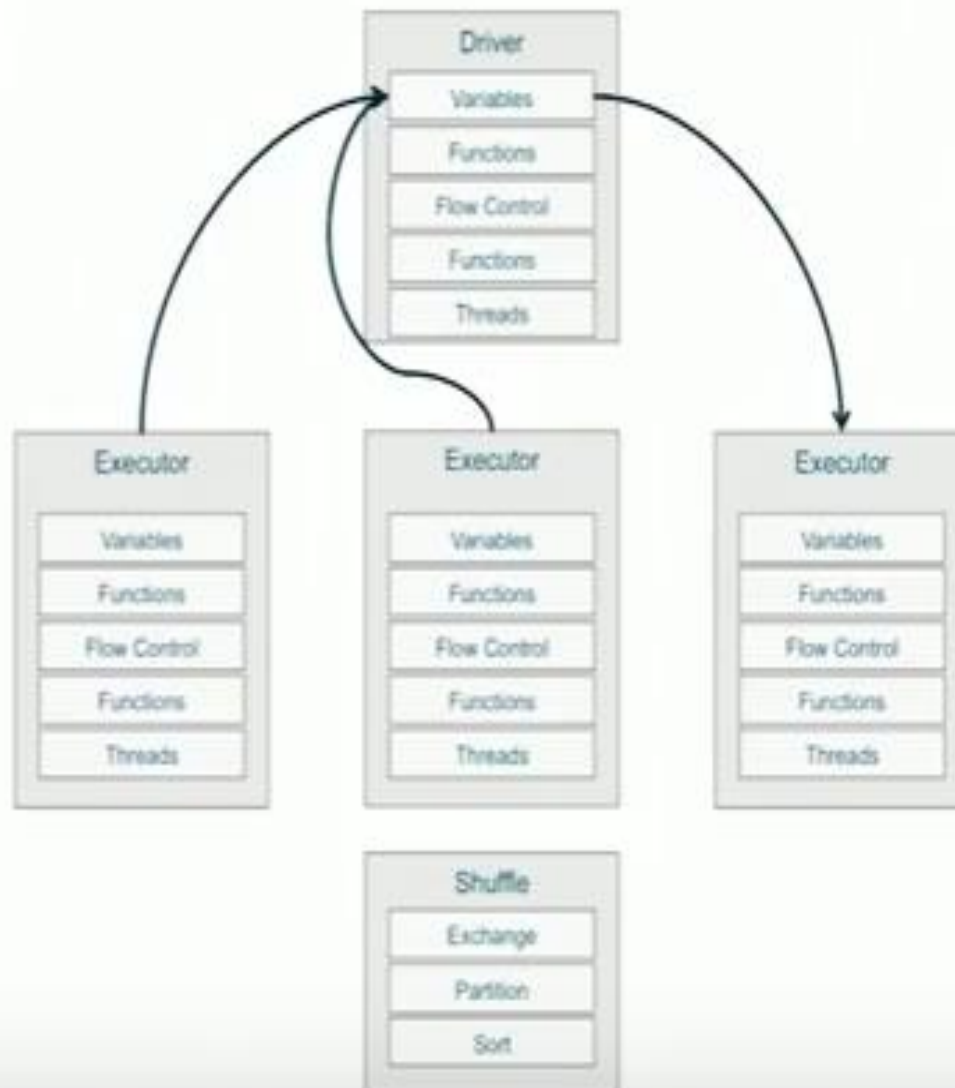 Driver
Variables
Functions
Flow Control
Functions
Threads
Executor
Variables
Functions
Flow Control
Functions
Threads
Executor
Variables
Functions
Flow Control
Functions
Threads
Executor
Variables
Functions
Flow Control
Functions
Threads
Shuffle
Exchange
Partition
Sort